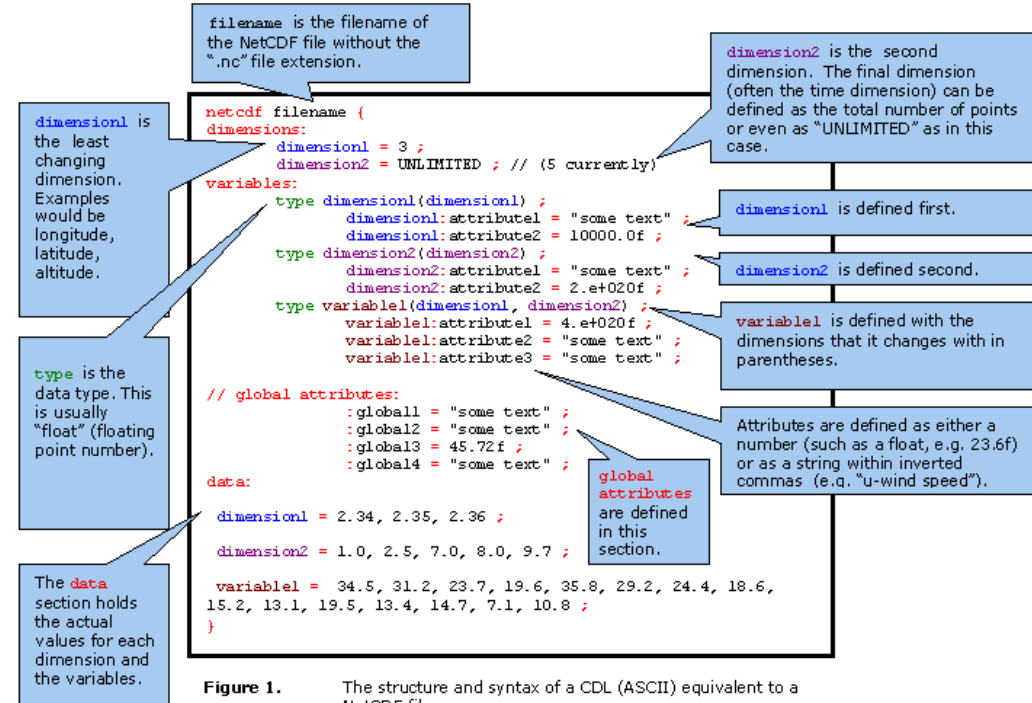 filename is the filename of
the NetCDF file without the
".nc" file extension.
dimension2 is the second
dimension. The final dimension
(often the time dimension) can be
defined as the total number of points
or even as "UNLIMITED" as in this
case.
dimension1 is
the least
changing
dimension.
Examples
would be
longitude,
latitude,
altitude.
netcdf filename {
dimensions:
dimension1 = 3 ;
dimension2 = UNLIMITED ; // (5 currently)
variables:
type dimension1(dimension1) ;
dimension1:attribute1 = "some text" ;
dimension1:attribute2 = 10000.0f ;
type dimension2(dimension2) ;
dimension2:attribute1 = "some text" ;
dimension2:attribute2 = 2.e+020f ;
type variable1(dimension1, dimension2) ;
variable1:attribute1 = 4.e+020f ;
variable1:attribute2 = "some text" ;
variable1:attribute3 = "some text" ;
// global attributes:
:global1 = "some text" ;
:global2 = "some text" ;
:global3 = 45.72f ;
:global4 = "some text" ;
data:
dimension1 = 2.34, 2.35, 2.36 ;
dimension2 = 1.0, 2.5, 7.0, 8.0, 9.7 ;
variable1 = 34.5, 31.2, 23.7, 19.6, 35.8, 29.2, 24.4, 18.6,
15.2, 13.1, 19.5, 13.4, 14.7, 7.1, 10.8 ;
}
dimension1 is defined first.
dimension2 is defined second.
variable1 is defined with the
dimensions that it changes with in
parentheses.
type is the
data type. This
is usually
"float" (floating
point number).
Attributes are defined as either a
number (such as a float, e.g. 23.6f)
or as a string within inverted
commas (e.g. "u-wind speed").
global
attributes
are defined
in this
section.
The data
section holds
the actual
values for each
dimension and
the variables.
Figure 1. The structure and syntax of a CDL (ASCII) equivalent to a